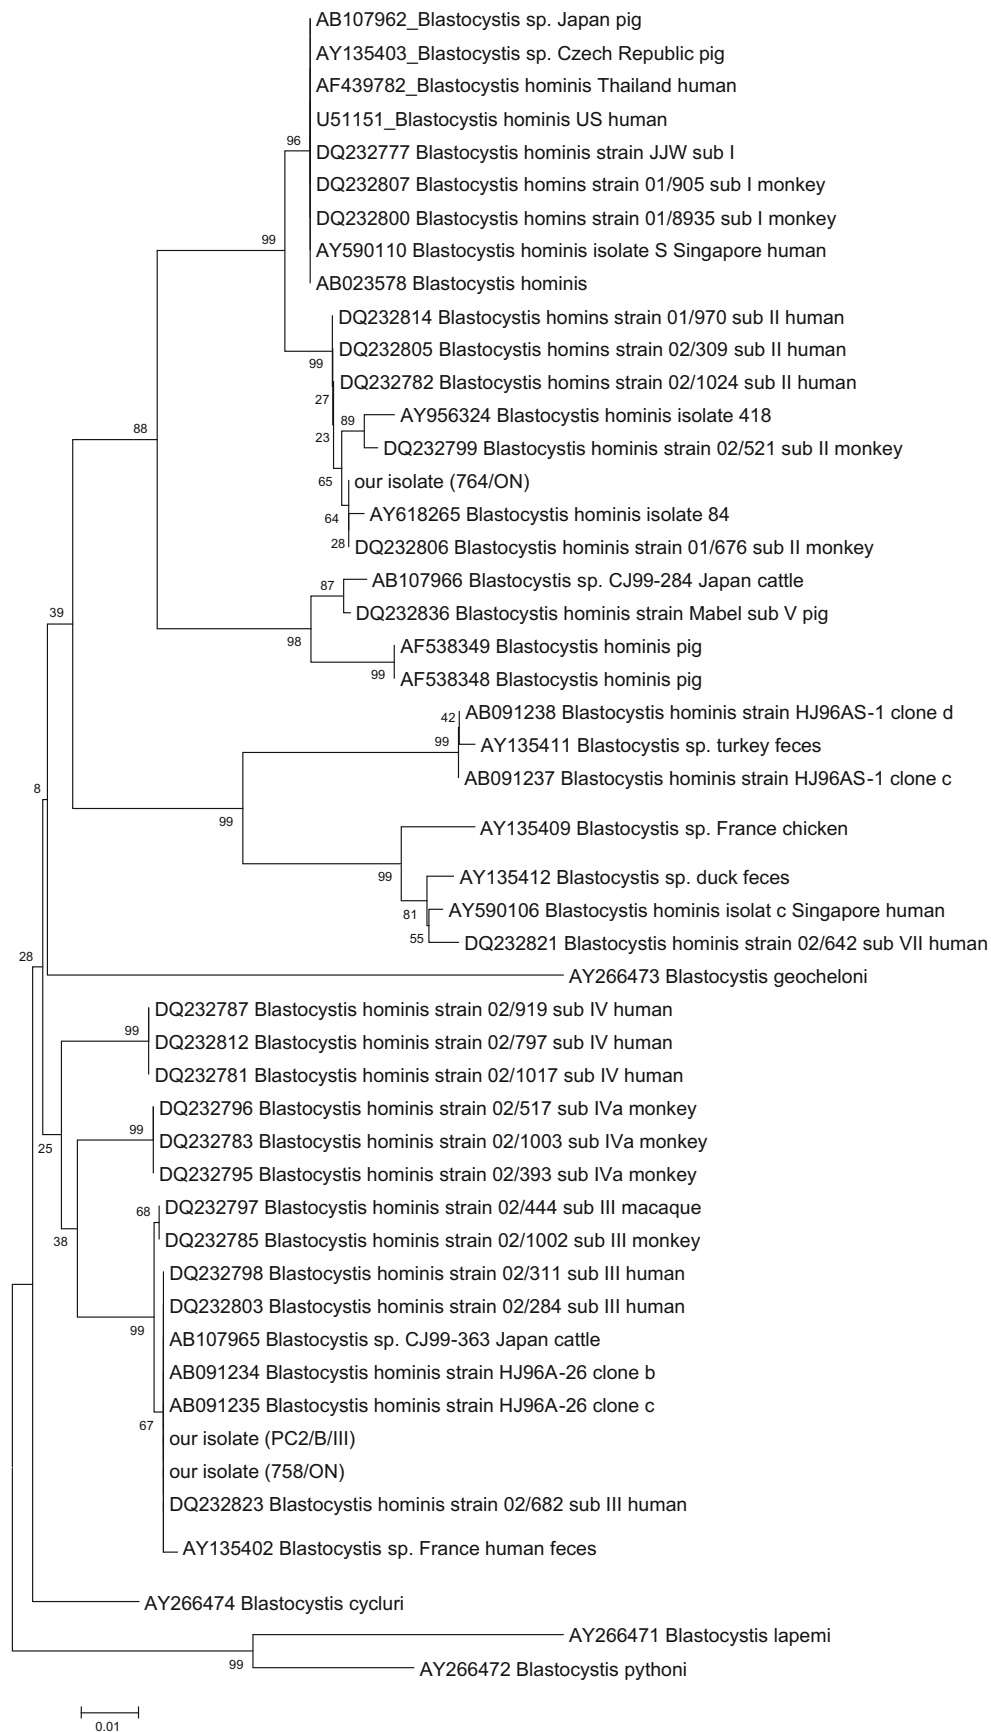 AB107962_Blastocystis sp. Japan pig
AY135403_Blastocystis sp. Czech Republic pig
AF439782_Blastocystis hominis Thailand human
U51151_Blastocystis hominis US human
96
DQ232777 Blastocystis hominis strain JJW sub I
DQ232807 Blastocystis homins strain 01/905 sub I monkey
DQ232800 Blastocystis homins strain 01/8935 sub I monkey
99
AY590110 Blastocystis hominis isolate S Singapore human
AB023578 Blastocystis hominis
DQ232814 Blastocystis homins strain 01/970 sub II human
DQ232805 Blastocystis homins strain 02/309 sub II human
99
DQ232782 Blastocystis homins strain 02/1024 sub II human
27
AY956324 Blastocystis hominis isolate 418
89
88
23
DQ232799 Blastocystis hominis strain 02/521 sub II monkey
our isolate (764/ON)
65
AY618265 Blastocystis hominis isolate 84
64
28
DQ232806 Blastocystis hominis strain 01/676 sub II monkey
AB107966 Blastocystis sp. CJ99-284 Japan cattle
87
39
DQ232836 Blastocystis hominis strain Mabel sub V pig
98
AF538349 Blastocystis hominis pig
99
AF538348 Blastocystis hominis pig
AB091238 Blastocystis hominis strain HJ96AS-1 clone d
42
99
AY135411 Blastocystis sp. turkey feces
AB091237 Blastocystis hominis strain HJ96AS-1 clone c
8
99
AY135409 Blastocystis sp. France chicken
99
AY135412 Blastocystis sp. duck feces
AY590106 Blastocystis hominis isolat c Singapore human
81
55
DQ232821 Blastocystis hominis strain 02/642 sub VII human
28
AY266473 Blastocystis geocheloni
DQ232787 Blastocystis hominis strain 02/919 sub IV human
99
DQ232812 Blastocystis hominis strain 02/797 sub IV human
DQ232781 Blastocystis hominis strain 02/1017 sub IV human
DQ232796 Blastocystis hominis strain 02/517 sub IVa monkey
99
25
DQ232783 Blastocystis hominis strain 02/1003 sub IVa monkey
DQ232795 Blastocystis hominis strain 02/393 sub IVa monkey
68
DQ232797 Blastocystis hominis strain 02/444 sub III macaque
38
DQ232785 Blastocystis hominis strain 02/1002 sub III monkey
DQ232798 Blastocystis hominis strain 02/311 sub III human
DQ232803 Blastocystis hominis strain 02/284 sub III human
99
AB107965 Blastocystis sp. CJ99-363 Japan cattle
AB091234 Blastocystis hominis strain HJ96A-26 clone b
AB091235 Blastocystis hominis strain HJ96A-26 clone c
67
our isolate (PC2/B/III)
our isolate (758/ON)
DQ232823 Blastocystis hominis strain 02/682 sub III human
AY135402 Blastocystis sp. France human feces
AY266474 Blastocystis cycluri
AY266471 Blastocystis lapemi
99
AY266472 Blastocystis pythoni
0.01